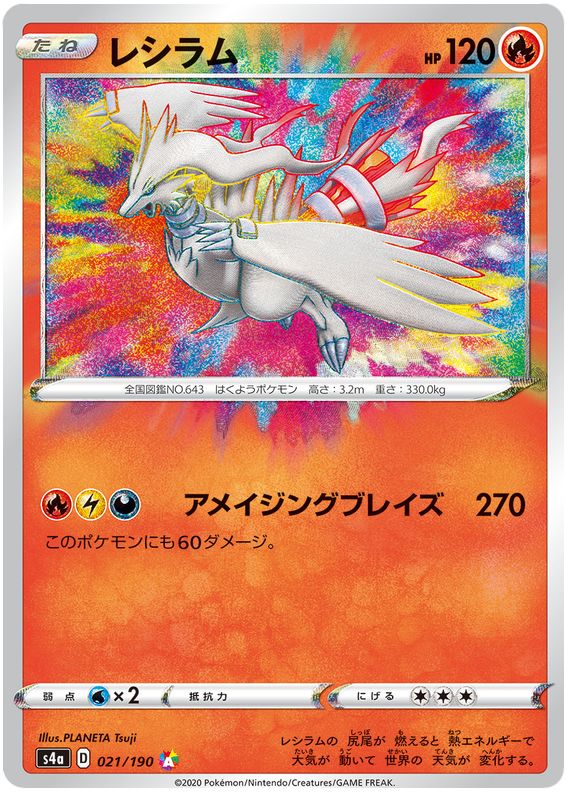 たね レシラム HP 120
全国図鑑NO.643 はくようポケモン 高さ:3.2m 重さ:330.0kg
アメイジングブレイズ 270
このポケモンにも60ダメージ。
弱点 ×2 抵抗力 にげる
Illus.PLANETA Tsuji
レシラムの 尻尾が 燃えると 熱エネルギーで
大気が 動いて 世界の 天気が 変化する。
s4a D 021/190 A
©2020 Pokémon/Nintendo/Creatures/GAME FREAK.